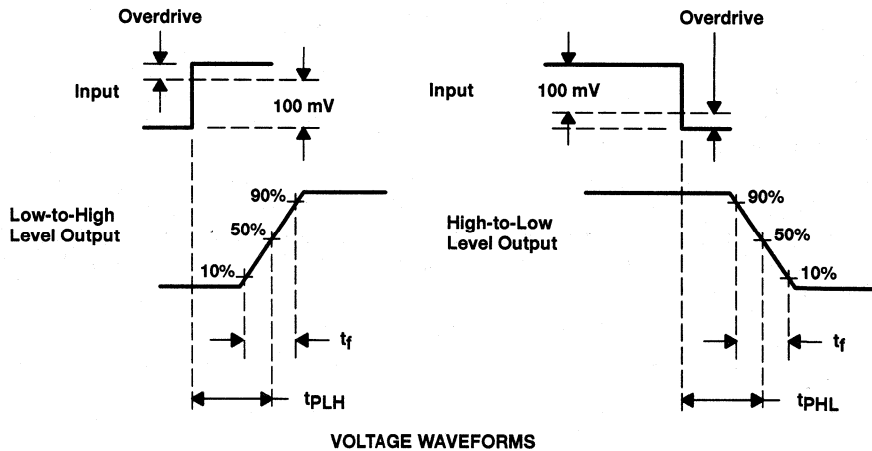 Overdrive
Input
100 mV
Low-to-High
Level Output
90%
50%
10%
tf
tPLH
Overdrive
Input
100 mV
High-to-Low
Level Output
90%
50%
10%
tf
tPHL
VOLTAGE WAVEFORMS